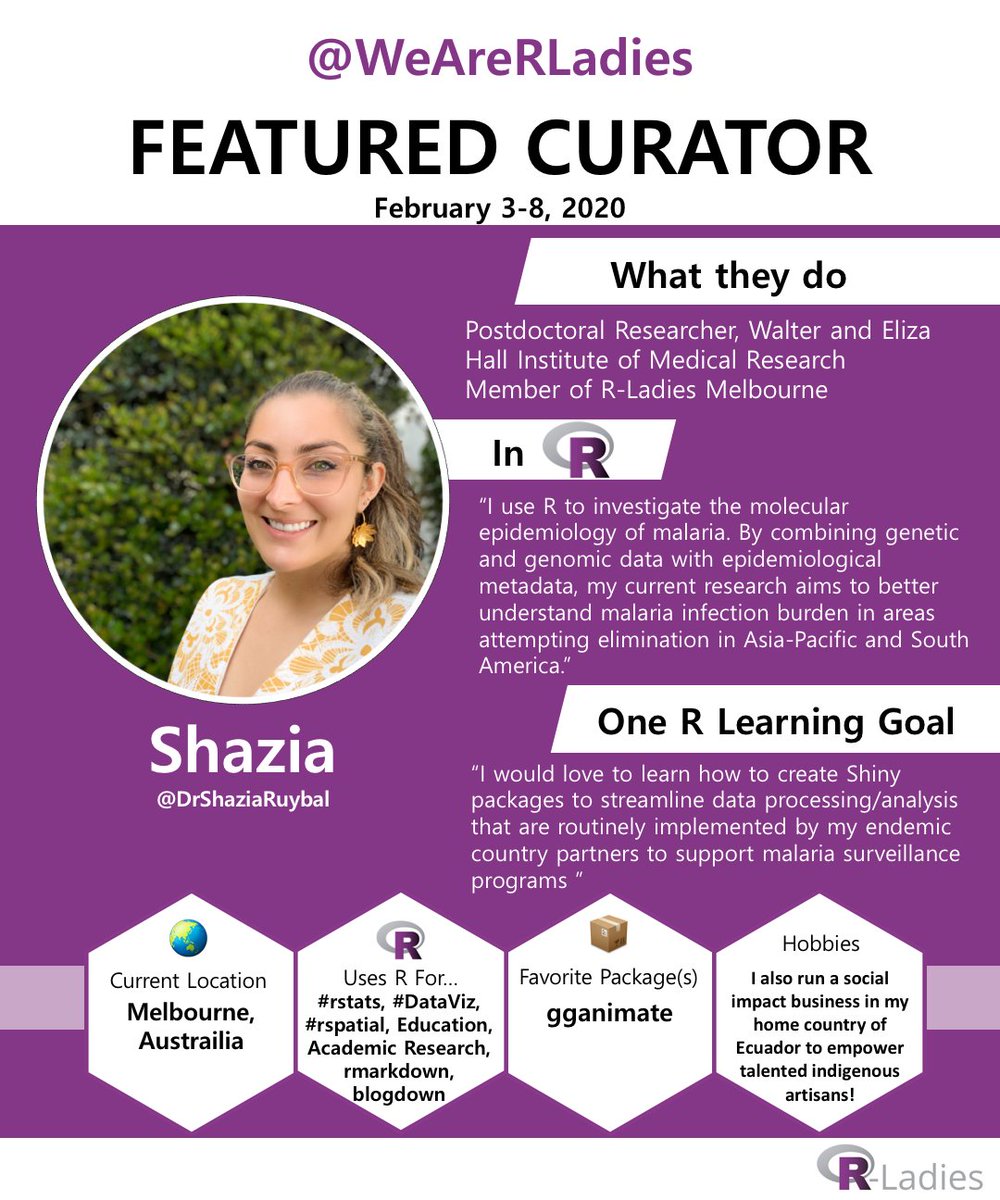 @WeAreRLadies
FEATURED CURATOR
February 3-8, 2020
What they do
Postdoctoral Researcher, Walter and Eliza
Hall Institute of Medical Research
Member of R-Ladies Melbourne
In R
“I use R to investigate the molecular
epidemiology of malaria. By combining genetic
and genomic data with epidemiological
metadata, my current research aims to better
understand malaria infection burden in areas
attempting elimination in Asia-Pacific and South
America.”
Shazia
@DrShaziaRuybal
One R Learning Goal
“I would love to learn how to create Shiny
packages to streamline data processing/analysis
that are routinely implemented by my endemic
country partners to support malaria surveillance
programs ”
Current Location
Melbourne,
Austrailia
R
Uses R For...
#rstats, #DataViz,
#rspatial, Education,
Academic Research,
rmarkdown,
blogdown
Favorite Package(s)
gganimate
Hobbies
I also run a social
impact business in my
home country of
Ecuador to empower
talented indigenous
artisans!
R-Ladies